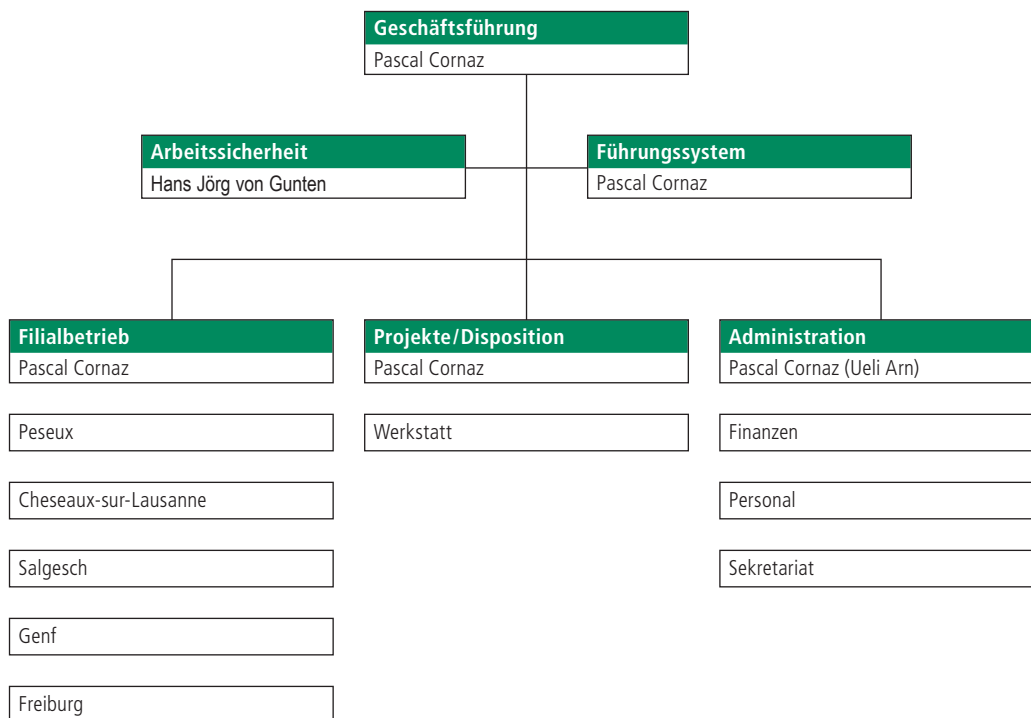 Geschäftsführung
Pascal Cornaz
Arbeitssicherheit
Hans Jörg von Gunten
Führungssystem
Pascal Cornaz
Filialbetrieb
Pascal Cornaz
Peseux
Cheseaux-sur-Lausanne
Salgesch
Genf
Freiburg
Projekte/Disposition
Pascal Cornaz
Werkstatt
Administration
Pascal Cornaz (Ueli Arn)
Finanzen
Personal
Sekretariat